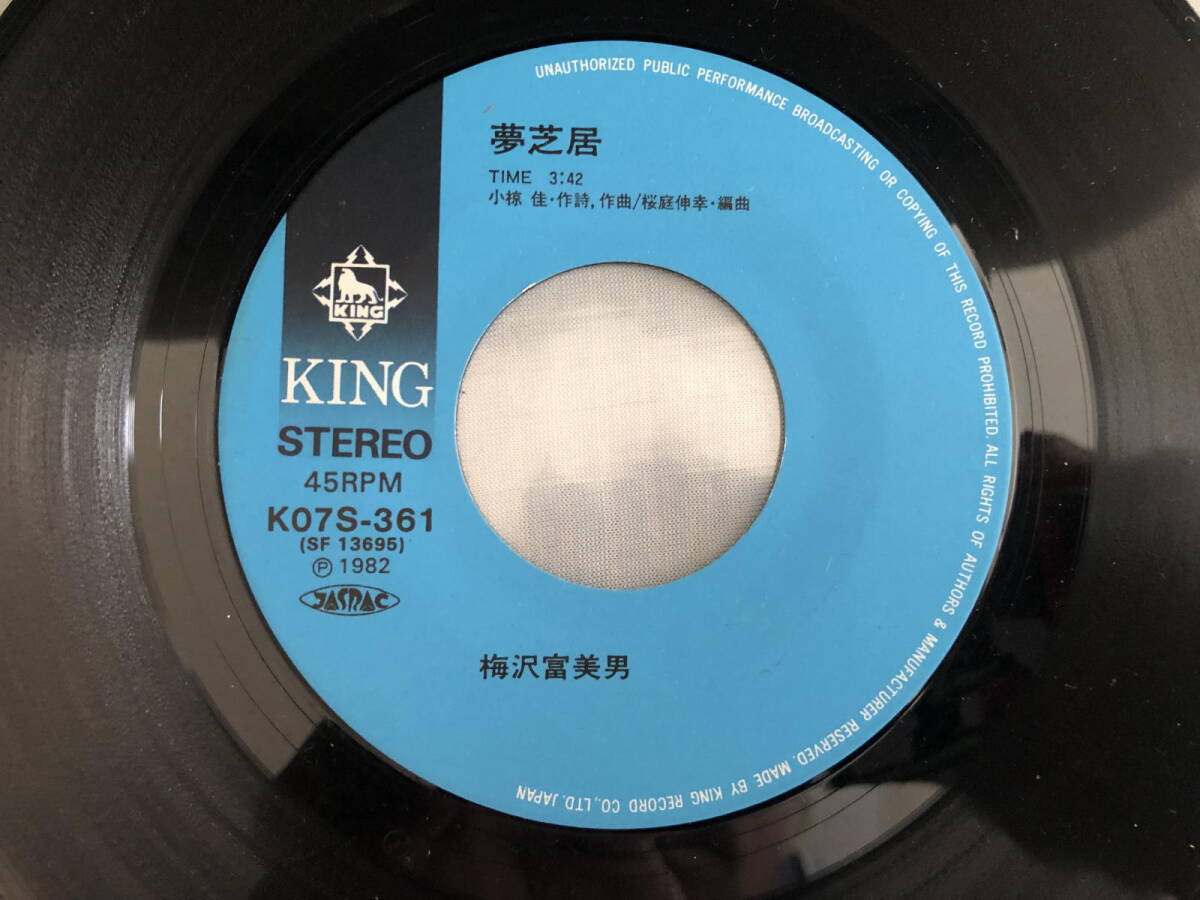 夢芝居
TIME 3:42
小椋 佳・作詩,作曲/桜庭伸幸・編曲
KING
KING
STEREO
45RPM
K07S-361
(SF 13695)
Ⓟ 1982
JASRAC
梅沢富美男
UNAUTHORIZED PUBLIC PERFORMANCE BROADCASTING OR COPYING OF THIS RECORD PROHIBITED. ALL RIGHTS OF AUTHORS & MANUFACTURER RESERVED. MADE BY KING RECORD CO.,LTD.JAPAN